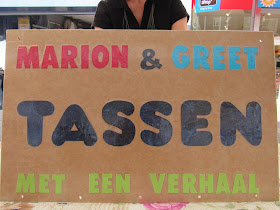 MARION & GREET
TASSEN
MET EEN VERHAAL